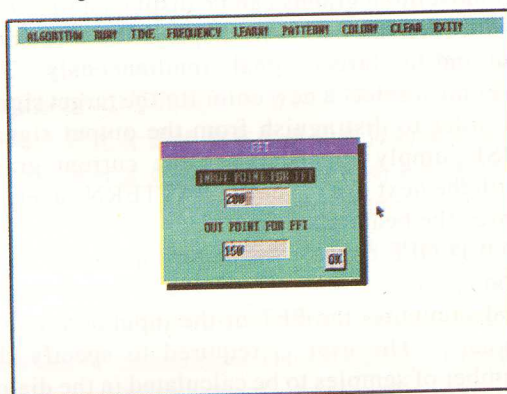 ALGORITHM RUN! TIME FREQUENCY LEARN! PATTERN! COLOR! CLEAR EXIT!
FFT
INPUT POINT FOR FFT
200
OUT POINT FOR FFT
150
OK